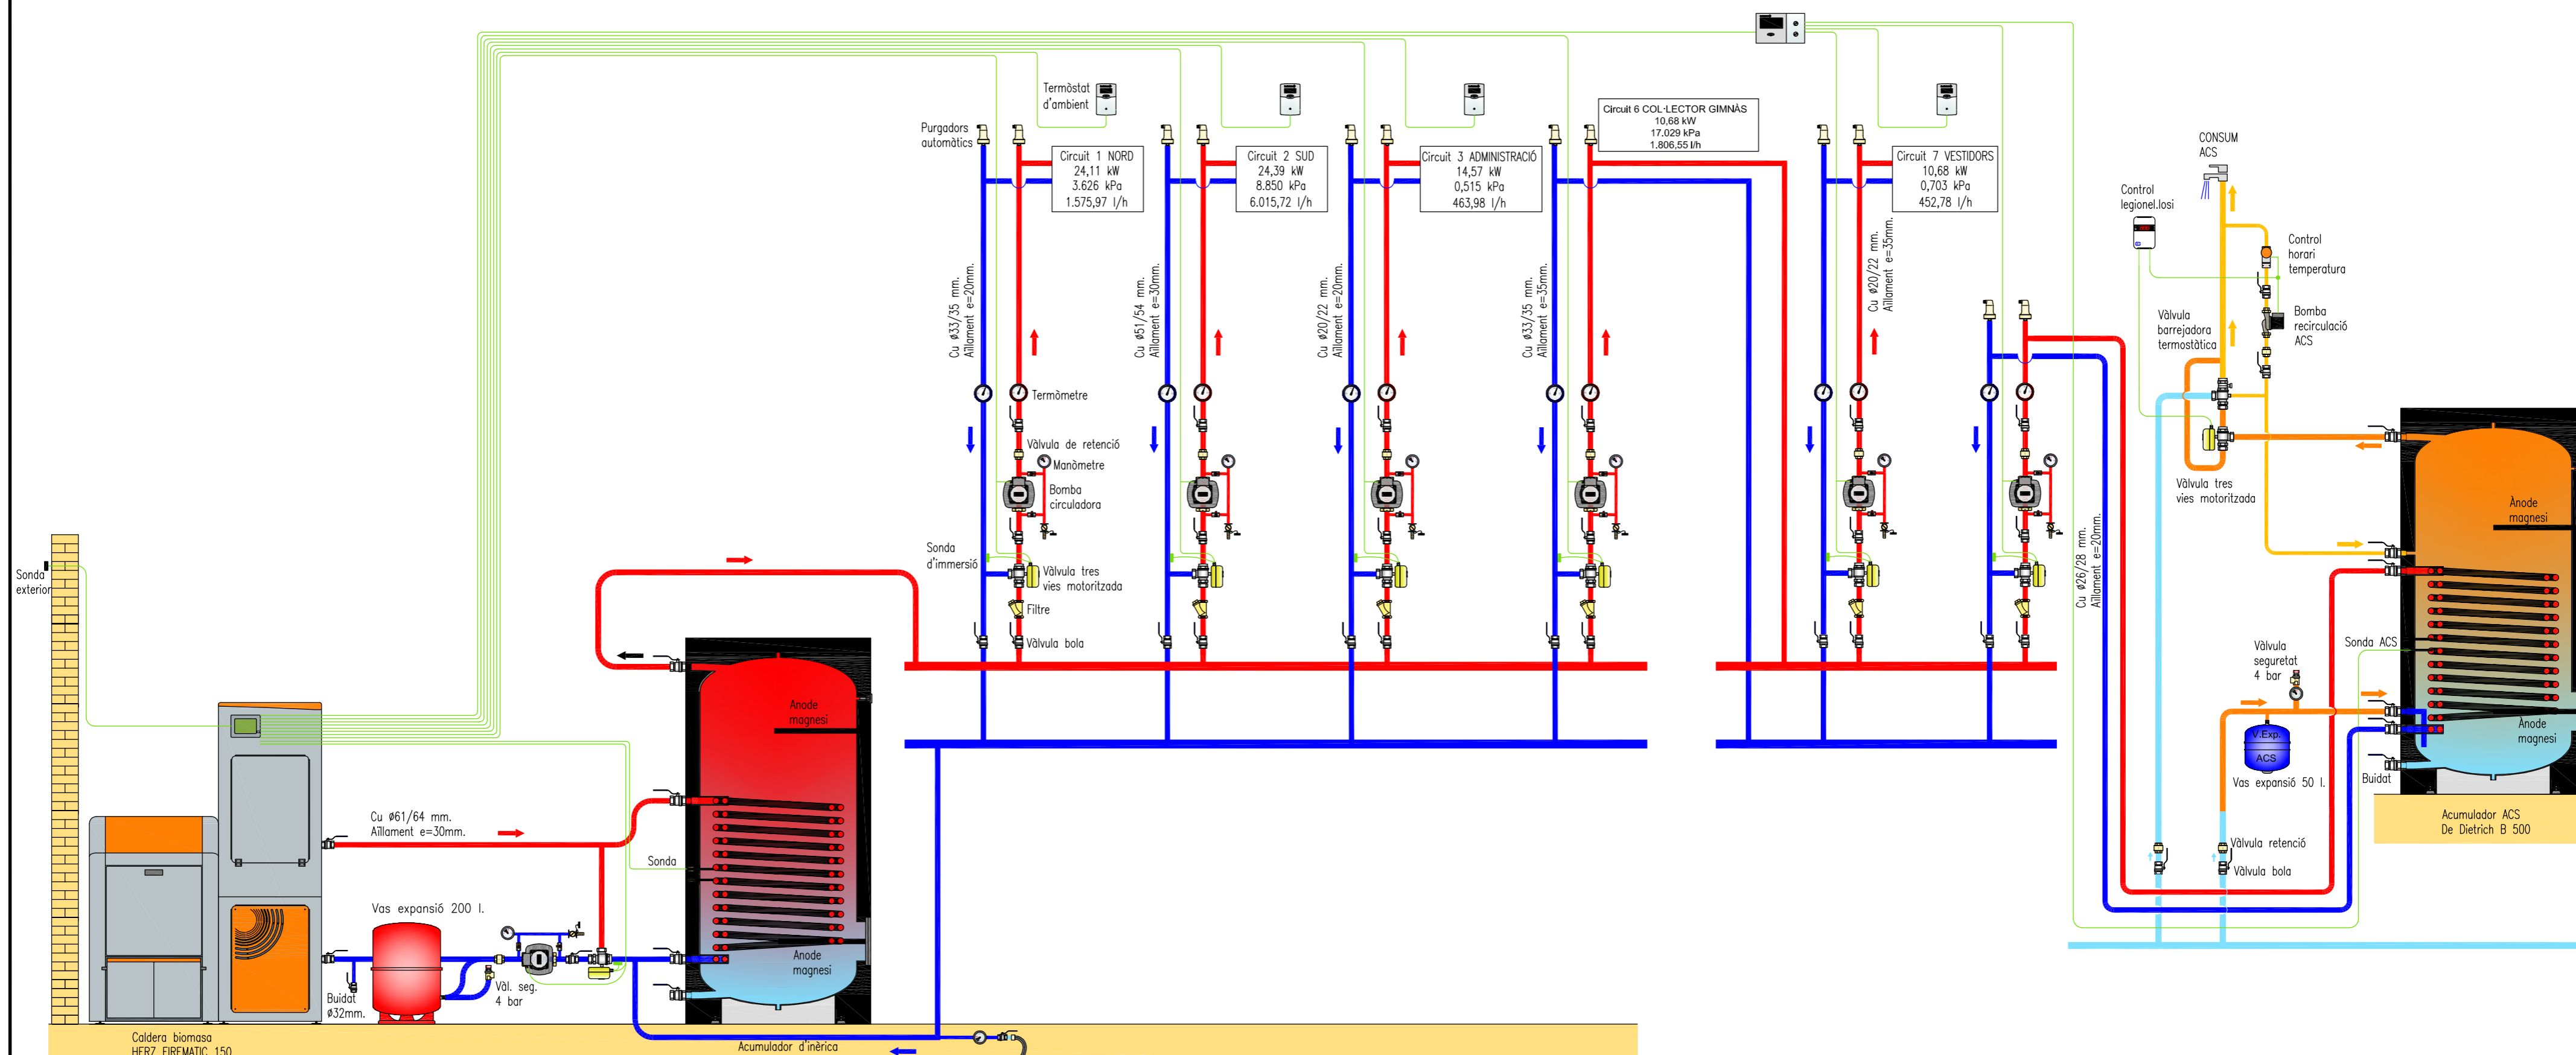 Termòstat
d'ambient
Purgadors
automàtics
Circuit 1 NORD
24,11 kW
3.626 kPa
1.575,97 l/h
Circuit 2 SUD
24,39 kW
8.850 kPa
6.015,72 l/h
Circuit 3 ADMINISTRACIÓ
14,57 kW
0,515 kPa
463,98 l/h
Circuit 6 COL·LECTOR GIMNÀS
10,68 kW
17.029 kPa
1.806,55 l/h
Circuit 7 VESTIDORS
10,68 kW
0,703 kPa
452,78 l/h
Cu ø33/35 mm.
Aïllament e=20mm.
Cu ø51/54 mm.
Aïllament e=30mm.
Cu ø20/22 mm.
Aïllament e=20mm.
Cu ø33/35 mm.
Aïllament e=35mm.
Cu ø20/22 mm.
Aïllament e=35mm.
CONSUM
ACS
Control
legionel.losi
Control
horari
temperatura
Vàlvula
barrejadora
termostàtica
Bomba
recirculació
ACS
Vàlvula tres
vies motoritzada
Termòmetre
Vàlvula de retenció
Manòmetre
Bomba
circuladora
Sonda
d'immersió
Vàlvula tres
vies motoritzada
Filtre
Vàlvula bola
Cu ø26/28 mm.
Aïllament e=20mm.
Ànode
magnesi
Sonda ACS
Vàlvula
seguretat
4 bar
Ànode
magnesi
V.Exp.
ACS
Vas expansió 50 l.
Buidat
Acumulador ACS
De Dietrich B 500
Vàlvula retenció
Vàlvula bola
Sonda
exterior
Anode
magnesi
Cu ø61/64 mm.
Aïllament e=30mm.
Sonda
Vas expansió 200 l.
Buidat
ø32mm.
Vàl. seg.
4 bar
Anode
magnesi
Caldera biomasa
HERZ FIREMATIC 150
Acumulador d'inèrica